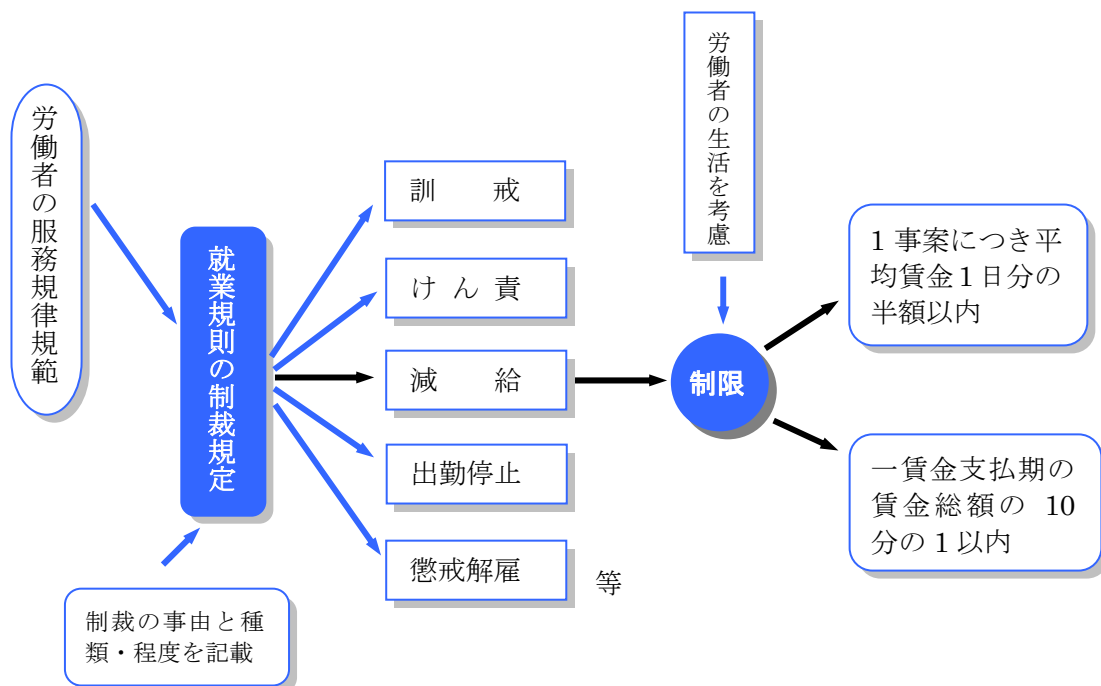 労働者の服務規律規範
就業規則の制裁規定
制裁の事由と種
類・程度を記載
訓 戒
け ん 責
減 給
出勤停止
懲戒解雇
等
労働者の生活を考慮
制限
1 事案につき平
均賃金 1 日分の
半額以内
一賃金支払期の
賃金総額の 10
分の 1 以内